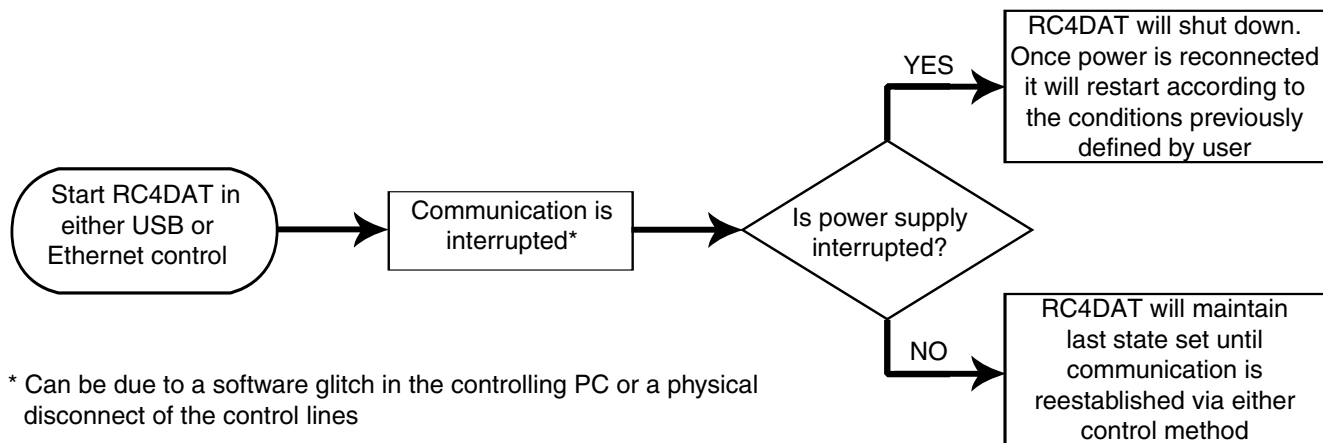 Start RC4DAT in
either USB or
Ethernet control
Communication is
interrupted*
Is power supply
interrupted?
YES
RC4DAT will shut down.
Once power is reconnected
it will restart according to
the conditions previously
defined by user
NO
RC4DAT will maintain
last state set until
communication is
reestablished via either
control method
* Can be due to a software glitch in the controlling PC or a physical
disconnect of the control lines